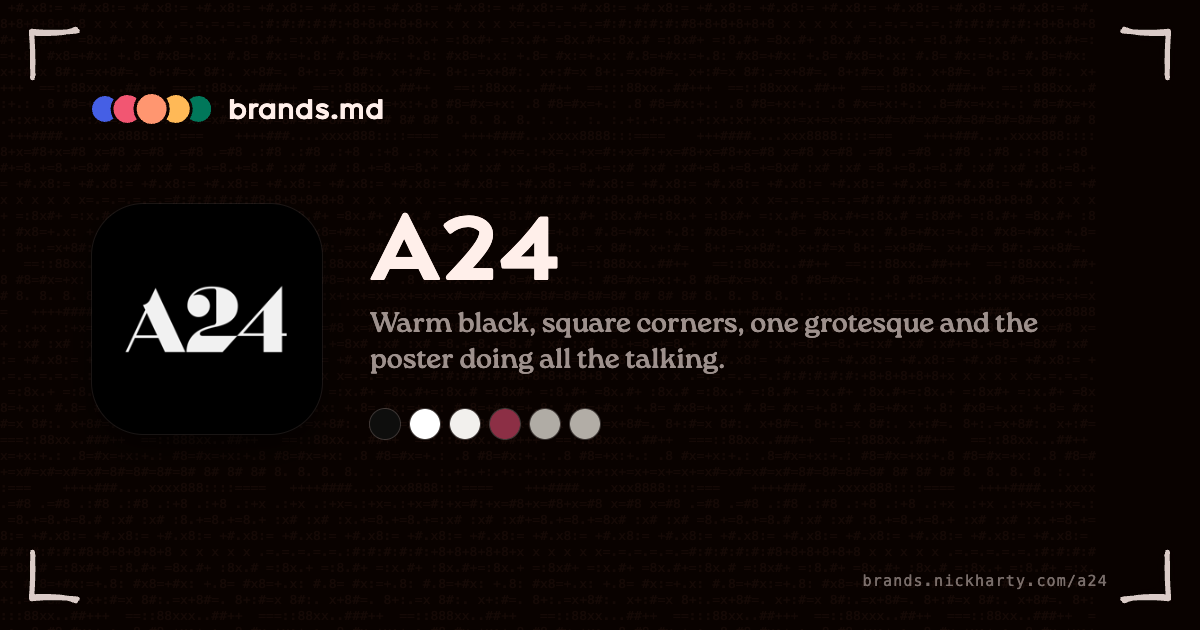 brands.md
A24
A24
Warm black, square corners, one grotesque and the
poster doing all the talking.
brands.nickharty.com/a24